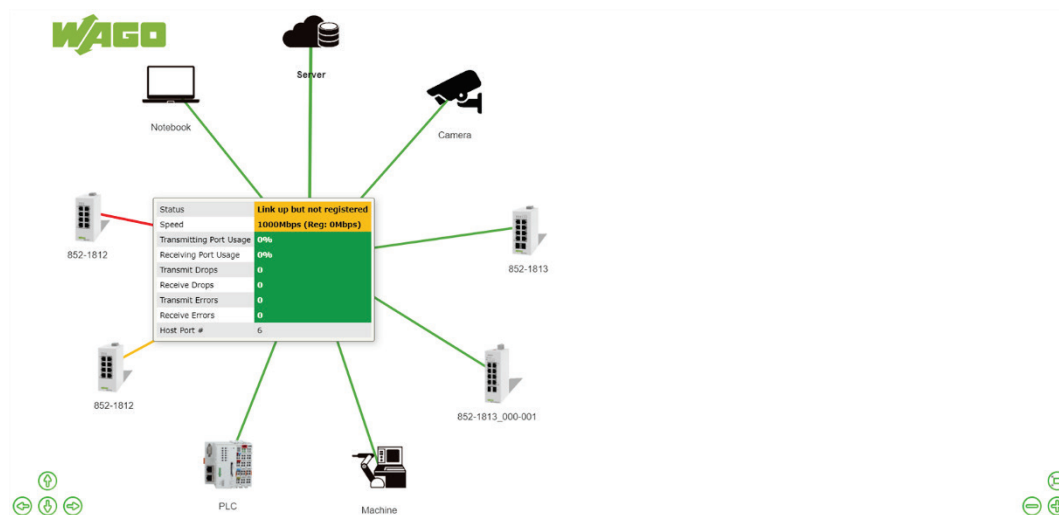 WAGO
Server
Notebook
Camera
Status Link up but not registered
Speed 1000Mbps (Reg: 0Mbps)
Transmitting Port Usage 0%
Receiving Port Usage 0%
Transmit Drops 0
Receive Drops 0
Transmit Errors 0
Receive Errors 0
Host Port # 6
852-1812
852-1813
852-1812
852-1813_000-001
PLC
Machine